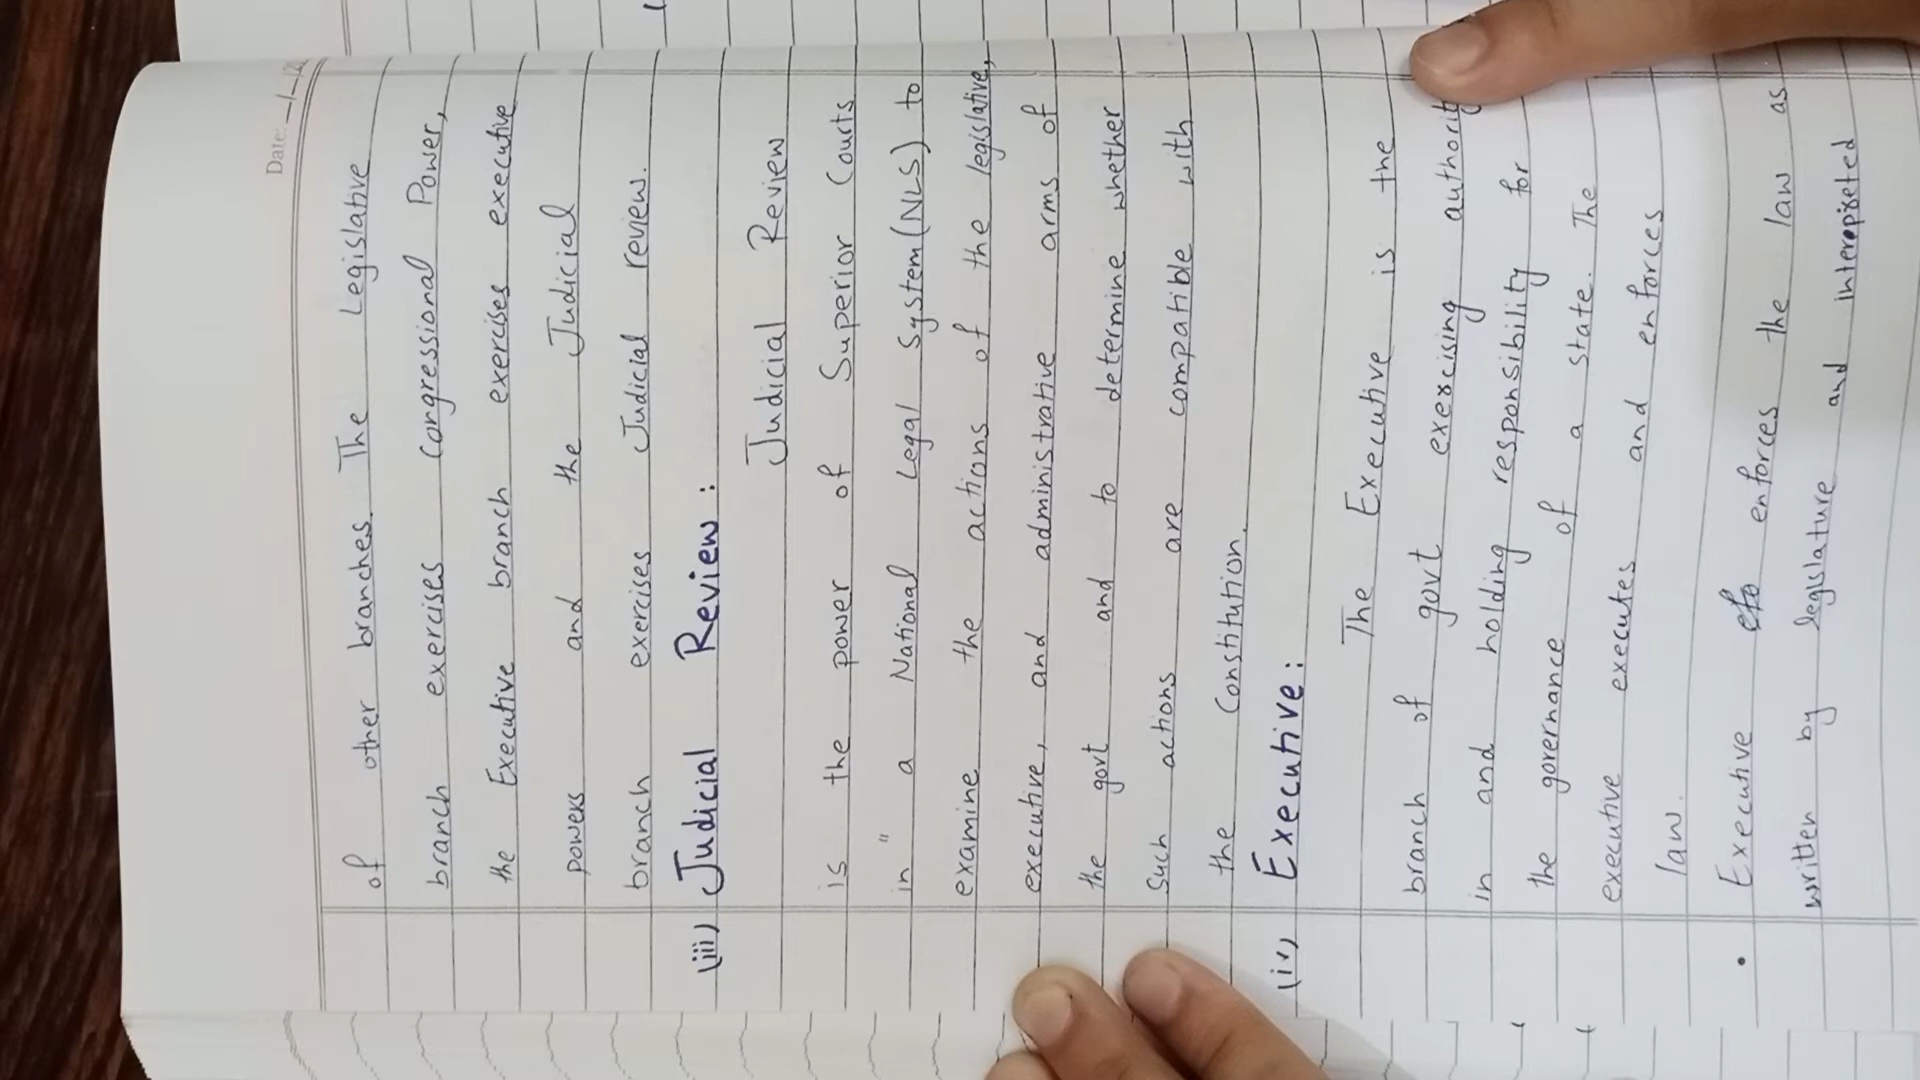 Date: __/__/20
of other branches. The Legislative
branch exercises Congressional Power,
the Executive branch exercises executive
powers and the Judicial
branch exercises Judicial review.
(iii) Judicial Review:
Judicial Review
is the power of Superior Courts
in " a National Legal System (NLS) to
examine the actions of the legislative,
executive, and administrative arms of
the govt and to determine whether
such actions are compatible with
the Constitution.
(iv) Executive:
The Executive is the
branch of govt exercising authority
in and holding responsibility for
the governance of a state. The
executive executes and enforces
law.
• Executive enforces the law as
written by legislature and interpreted